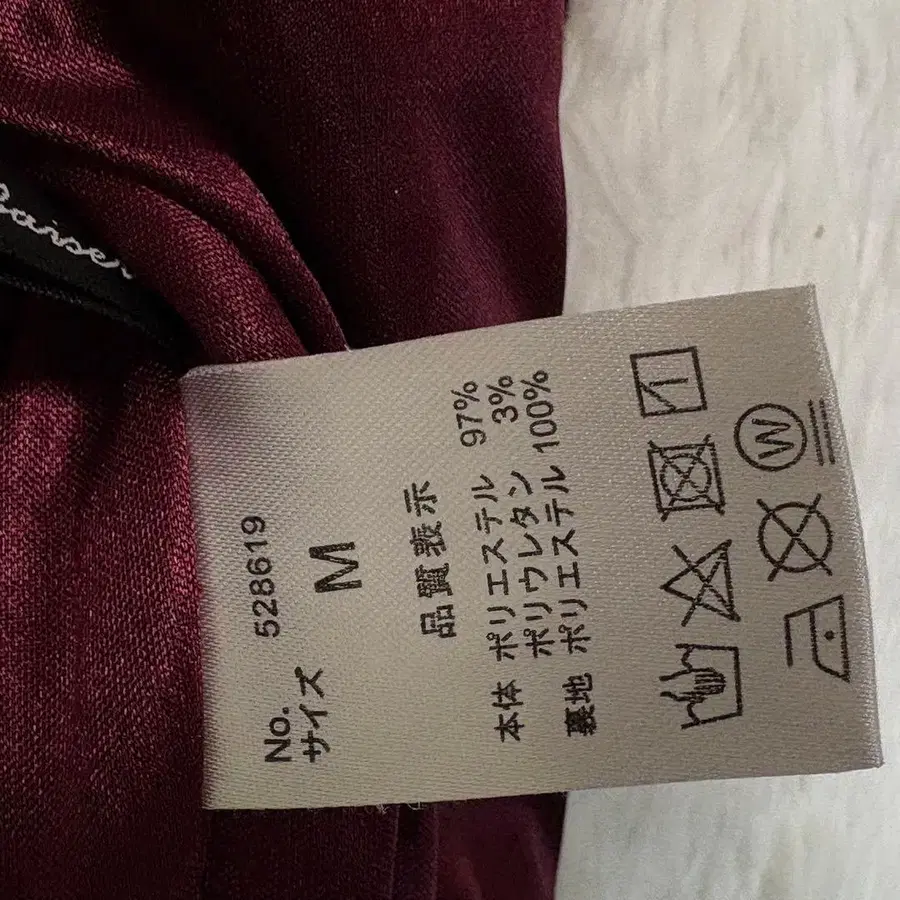 No. 528619
サイズ M
品質表示
本体 ポリエステル 97%
ポリウレタン 3%
裏地 ポリエステル 100%
W